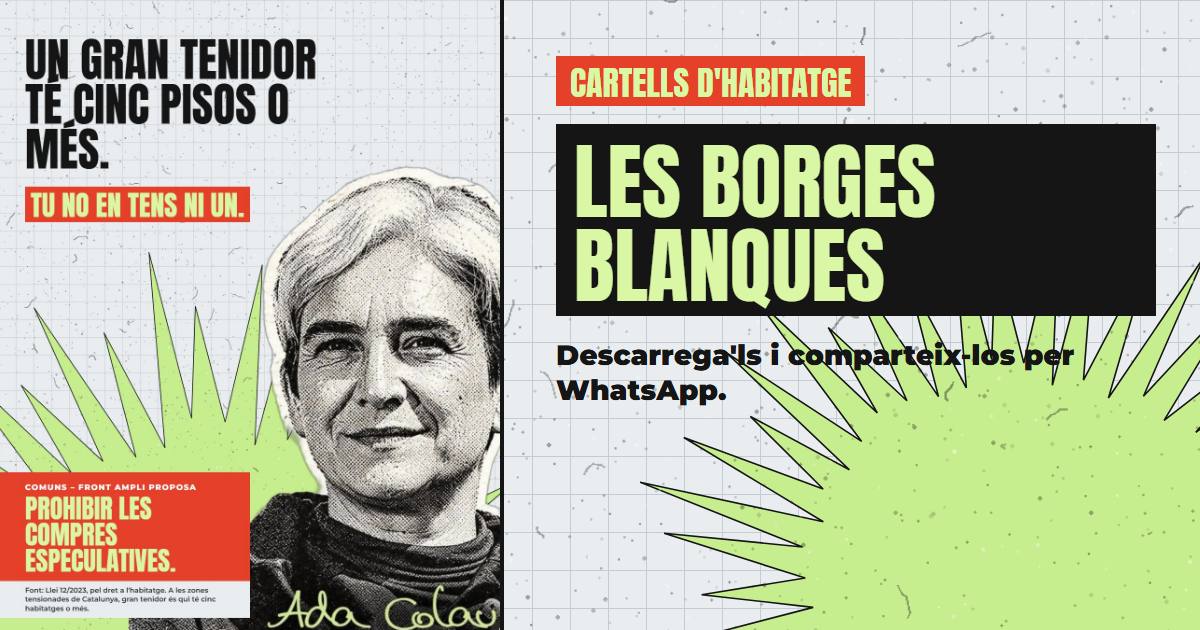 UN GRAN TENIDOR
TÉ CINC PISOS O
MÉS.
TU NO EN TENS NI UN.
COMUNS – FRONT AMPLI PROPOSA
PROHIBIR LES
COMPRES
ESPECULATIVES.
Font: Llei 12/2023, pel dret a l'habitatge. A les zones
tensionades de Catalunya, gran tenidor és qui té cinc
habitatges o més.
Ada Colau
CARTELLS D'HABITATGE
LES BORGES
BLANQUES
Descarrega'ls i comparteix-los per
WhatsApp.